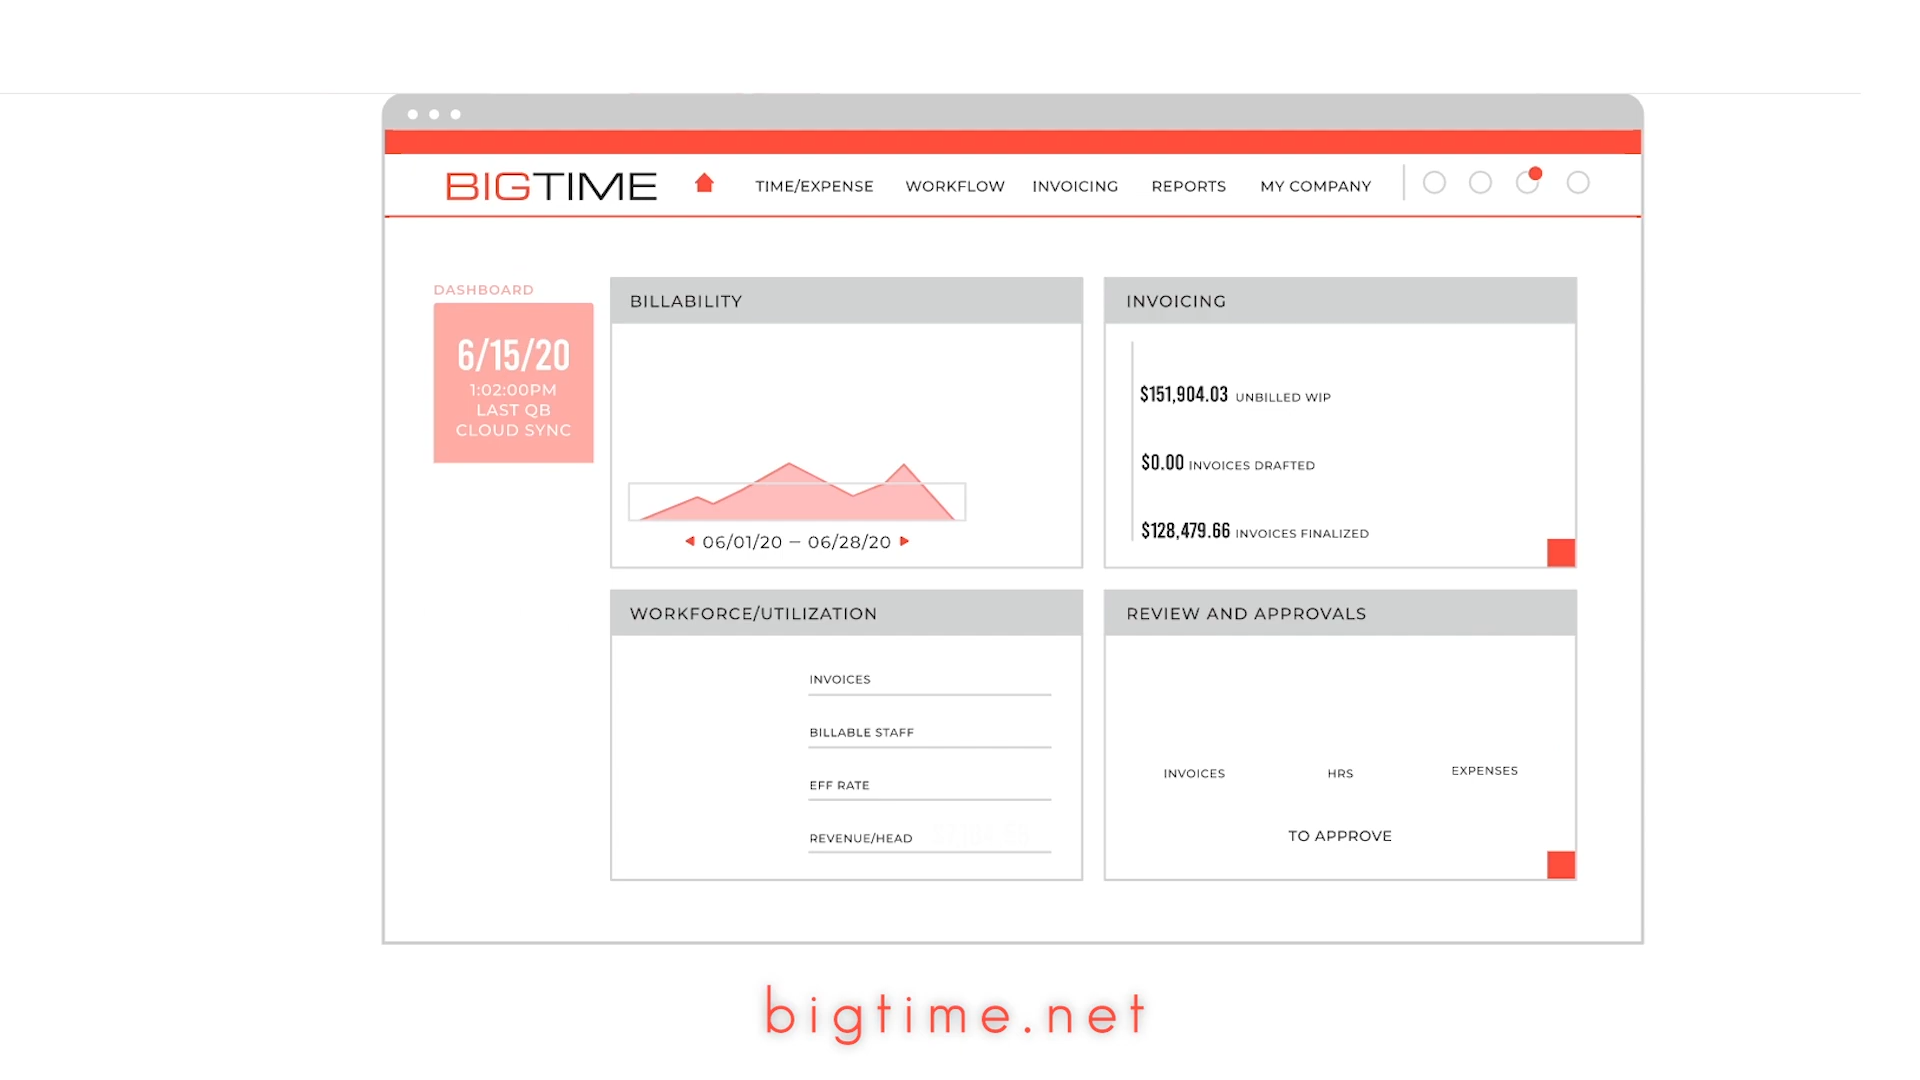 BIGTIME
TIME/EXPENSE WORKFLOW INVOICING REPORTS MY COMPANY
DASHBOARD
6/15/20
1:02:00PM
LAST QB
CLOUD SYNC
BILLABILITY
06/01/20 – 06/28/20
INVOICING
$151,904.03 UNBILLED WIP
$0.00 INVOICES DRAFTED
$128,479.66 INVOICES FINALIZED
WORKFORCE/UTILIZATION
INVOICES
BILLABLE STAFF
EFF RATE
REVENUE/HEAD
REVIEW AND APPROVALS
INVOICES HRS EXPENSES
TO APPROVE
bigtime.net